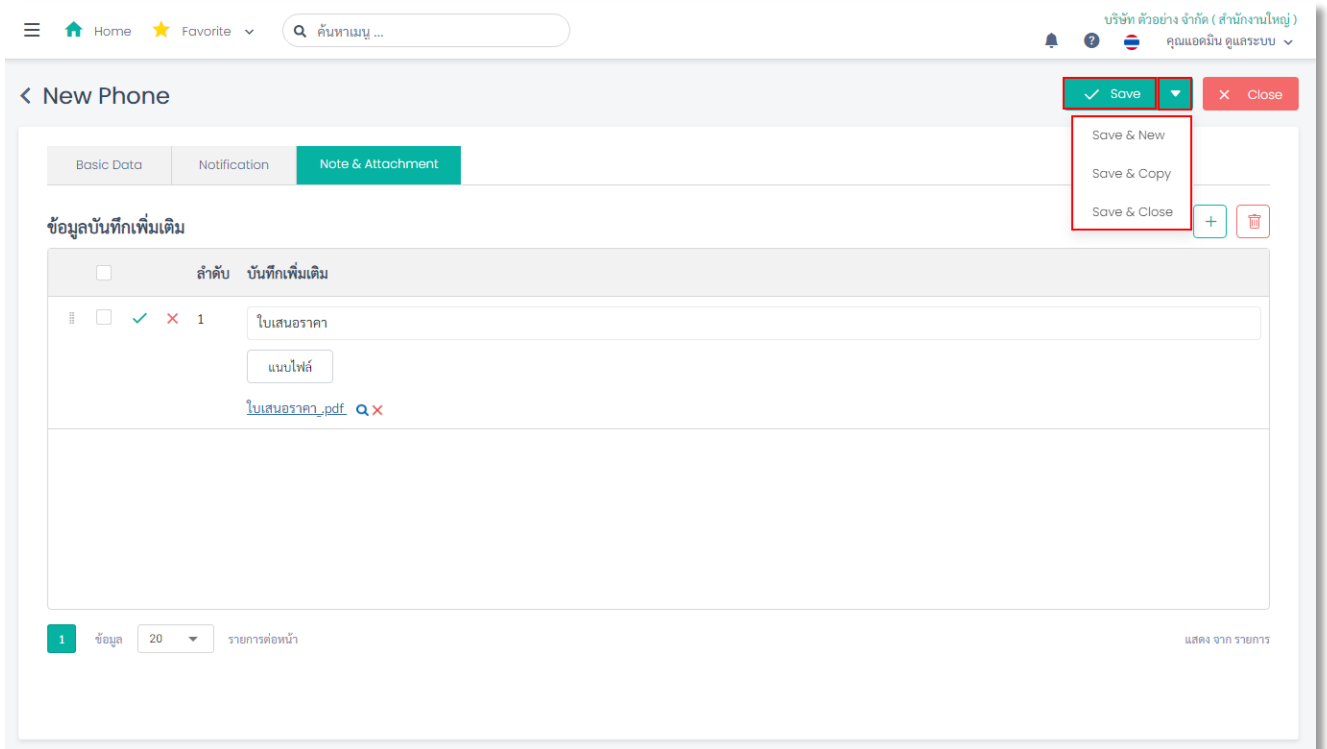 บริษัท ตัวอย่าง จำกัด ( สำนักงานใหญ่ )
Home Favorite ค้นหาเมนู ...
คุณแอดมิน ดูแลระบบ
New Phone
Save
Close
Save & New
Save & Copy
Save & Close
Basic Data Notification Note & Attachment
ข้อมูลบันทึกเพิ่มเติม
ลำดับ บันทึกเพิ่มเติม
1 ใบเสนอราคา
แนบไฟล์
ใบเสนอราคา_.pdf
1 ข้อมูล 20 รายการต่อหน้า
แสดง จาก รายการ